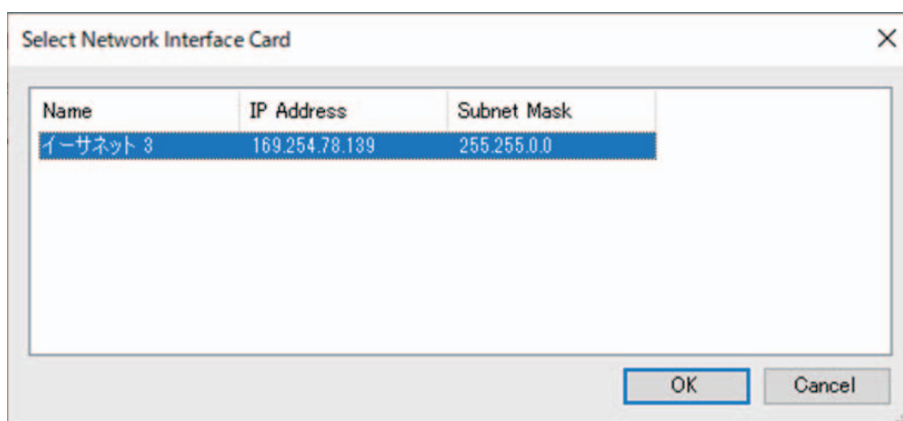 Select Network Interface Card
Name IP Address Subnet Mask
イーサネット 3 169.254.78.139 255.255.0.0
OK Cancel